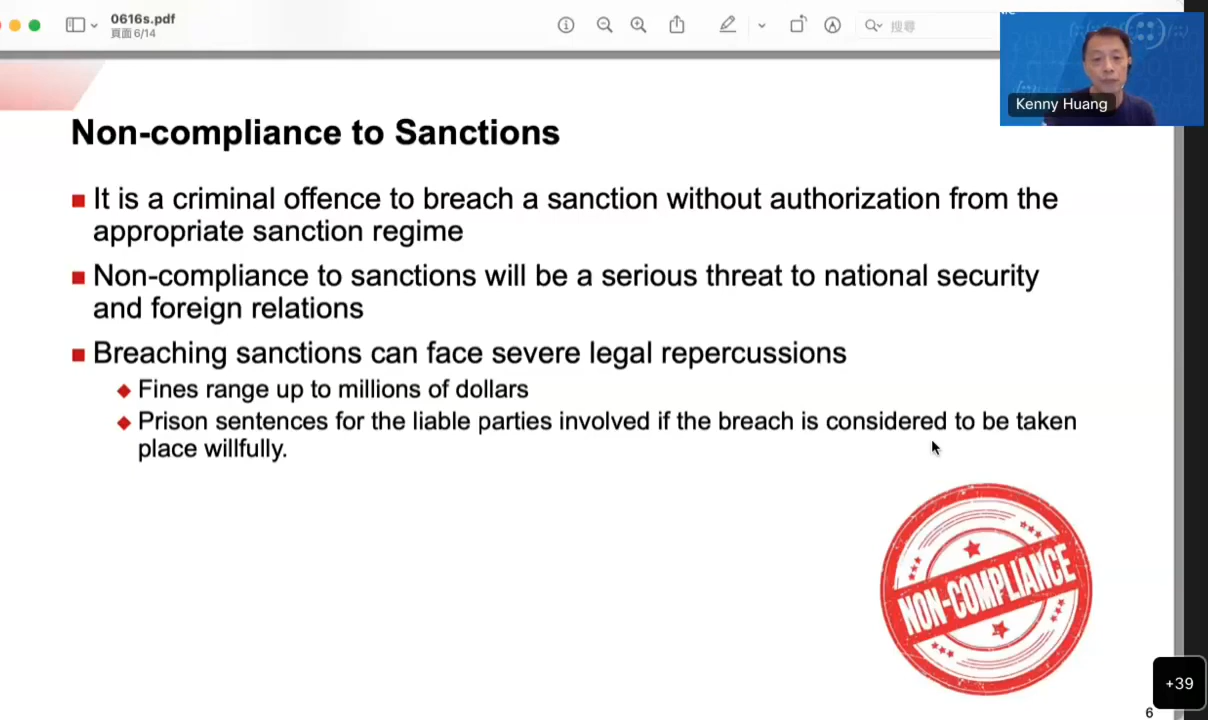 0616s.pdf
頁面 6/14
搜尋
Kenny Huang
Non-compliance to Sanctions
It is a criminal offence to breach a sanction without authorization from the
appropriate sanction regime
Non-compliance to sanctions will be a serious threat to national security
and foreign relations
Breaching sanctions can face severe legal repercussions
Fines range up to millions of dollars
Prison sentences for the liable parties involved if the breach is considered to be taken
place willfully.
NON-COMPLIANCE
+39
6